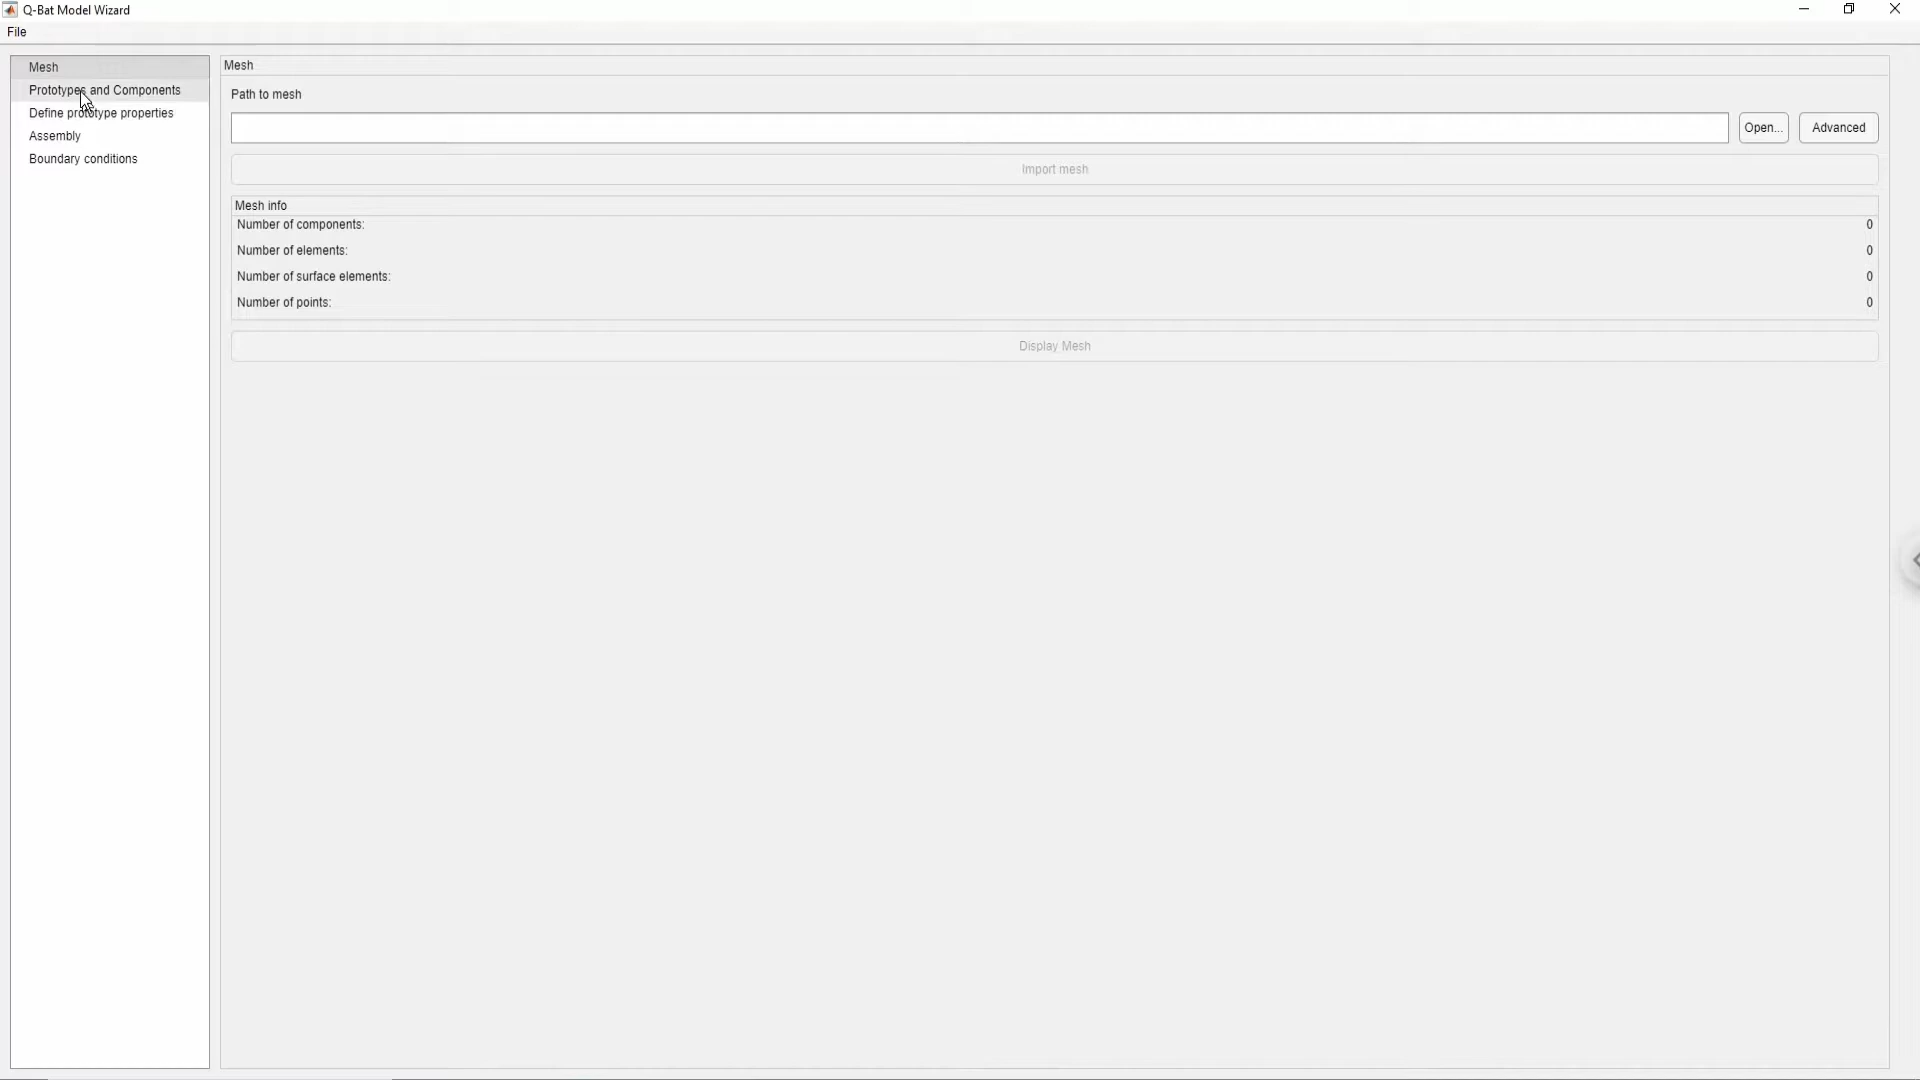 Q-Bat Model Wizard
File
Mesh
Prototypes and Components
Define prototype properties
Assembly
Boundary conditions
Mesh
Path to mesh
Open... Advanced
Import mesh
Mesh info
Number of components: 0
Number of elements: 0
Number of surface elements: 0
Number of points: 0
Display Mesh